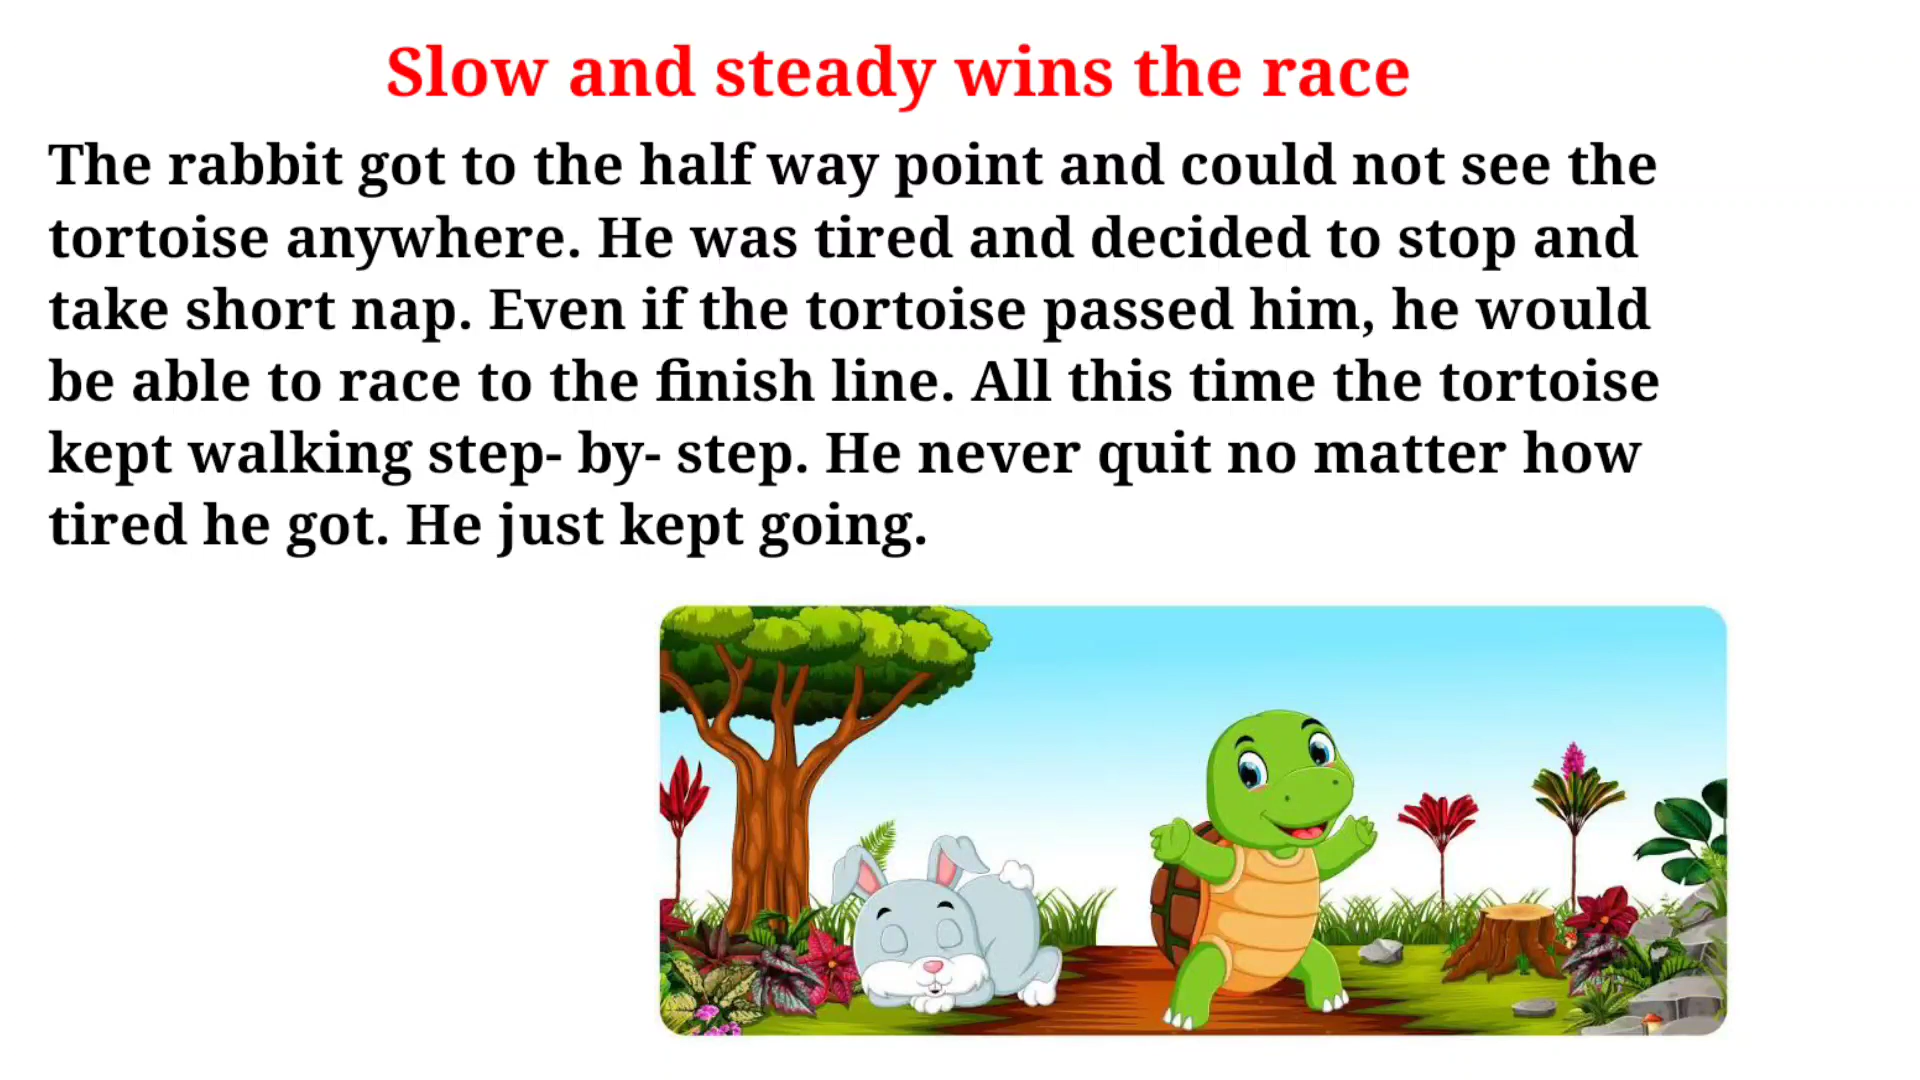 Slow and steady wins the race
The rabbit got to the half way point and could not see the
tortoise anywhere. He was tired and decided to stop and
take short nap. Even if the tortoise passed him, he would
be able to race to the finish line. All this time the tortoise
kept walking step- by- step. He never quit no matter how
tired he got. He just kept going.